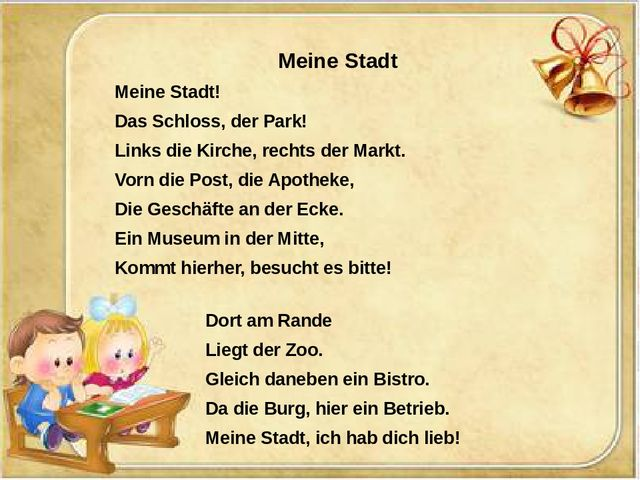 Meine Stadt
Meine Stadt!
Das Schloss, der Park!
Links die Kirche, rechts der Markt.
Vorn die Post, die Apotheke,
Die Geschäfte an der Ecke.
Ein Museum in der Mitte,
Kommt hierher, besucht es bitte!
Dort am Rande
Liegt der Zoo.
Gleich daneben ein Bistro.
Da die Burg, hier ein Betrieb.
Meine Stadt, ich hab dich lieb!